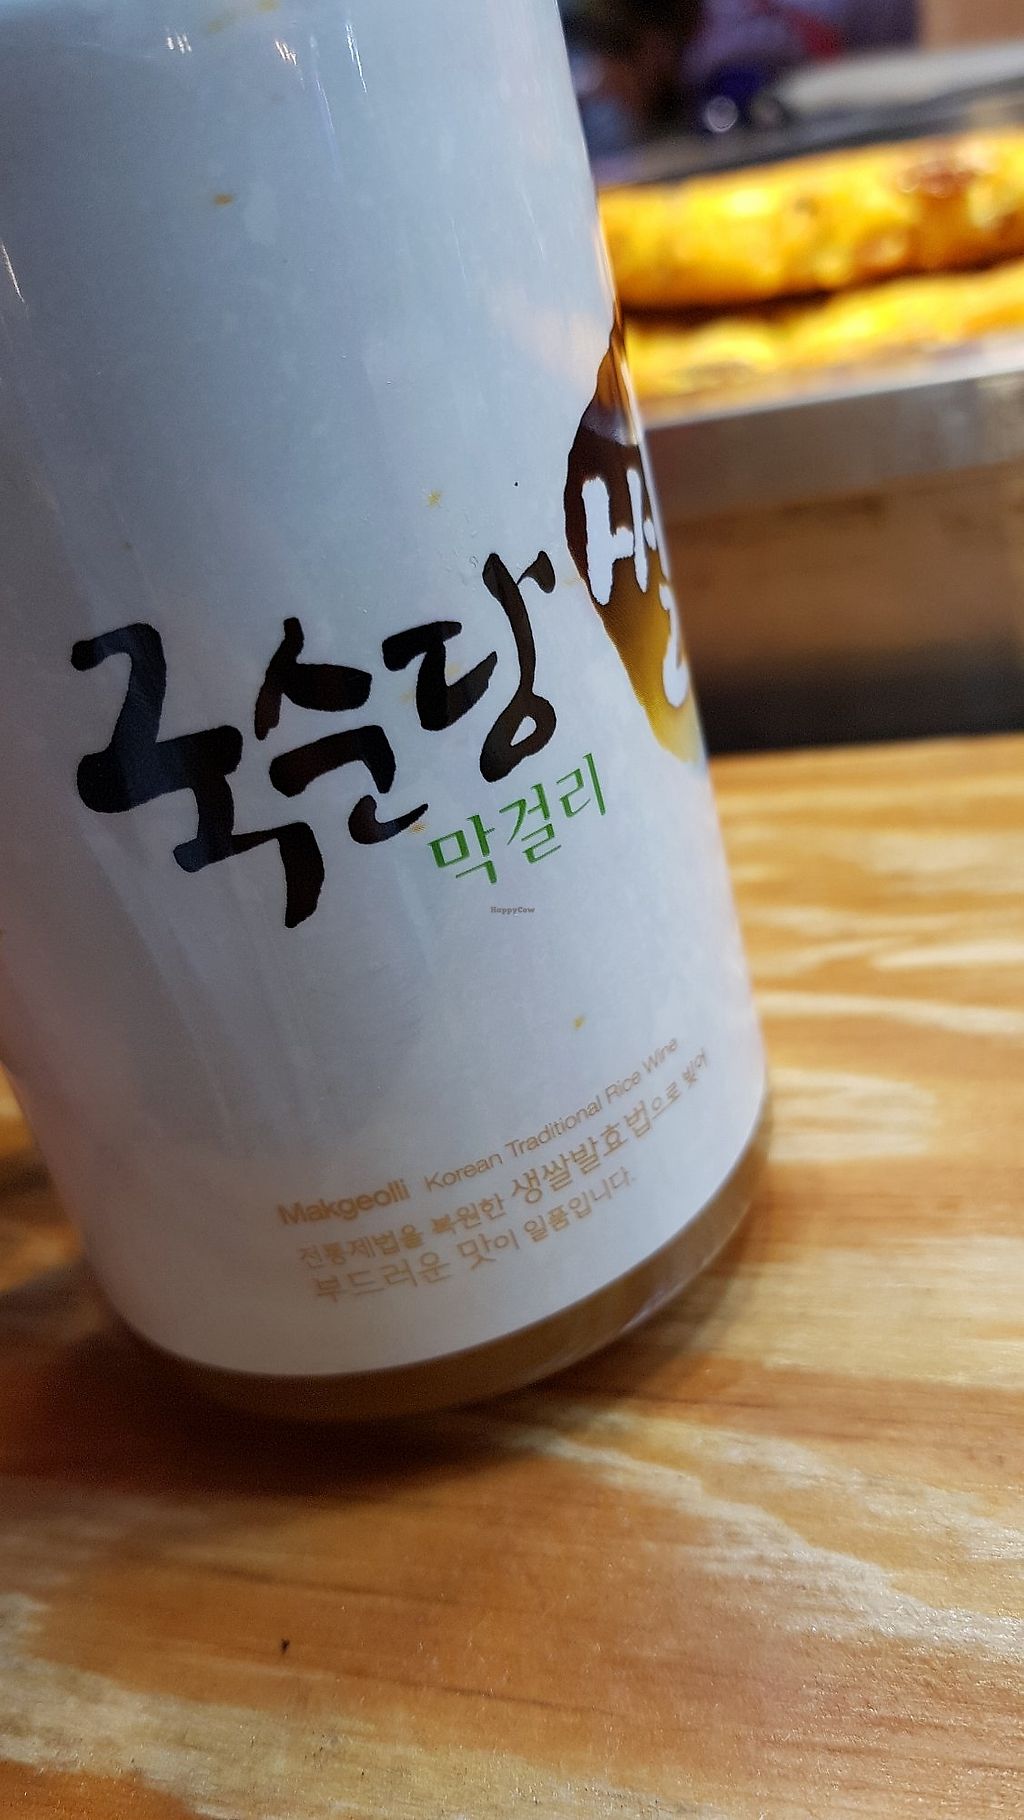 국순당
막걸리
HappyCow
Makgeolli Korean Traditional Rice Wine
전통제법을 복원한 생쌀발효법으로 빚어
부드러운 맛이 일품입니다.